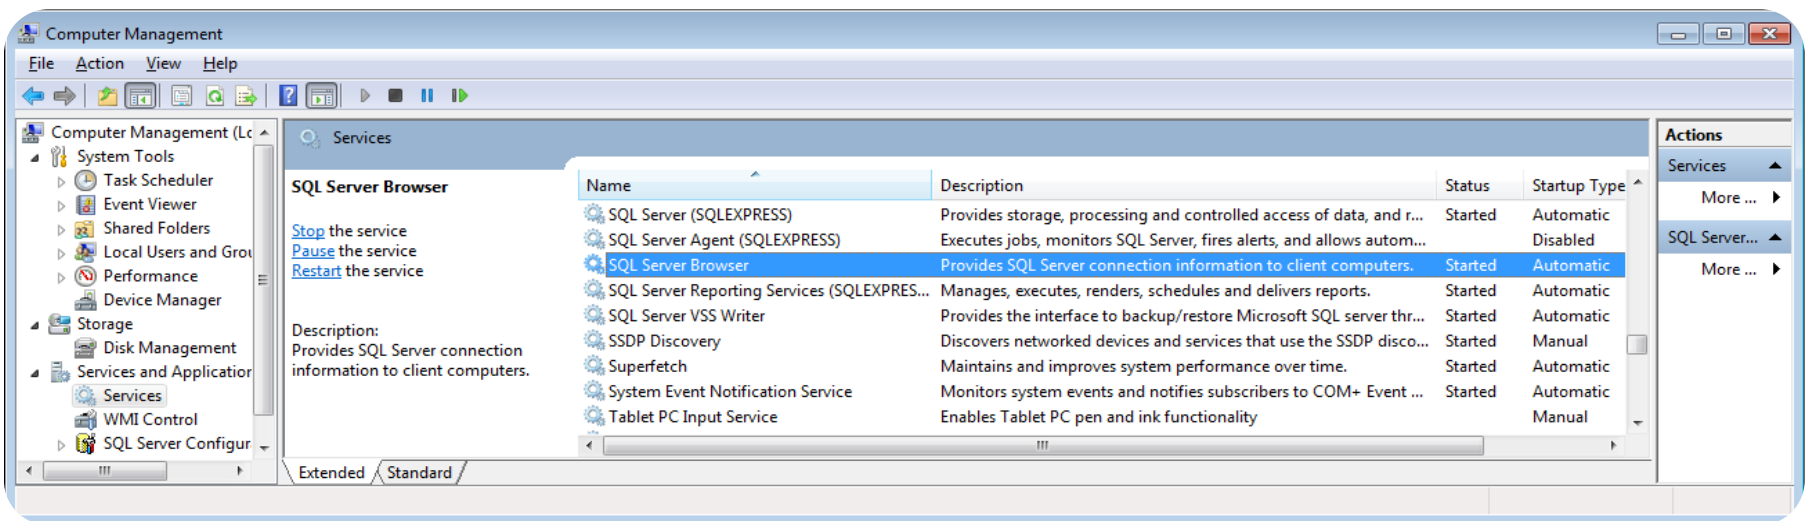 Computer Management
File Action View Help
Computer Management (Lc
System Tools
Task Scheduler
Event Viewer
Shared Folders
Local Users and Grou
Performance
Device Manager
Storage
Disk Management
Services and Application
Services
WMI Control
SQL Server Configur
Services
SQL Server Browser
Stop the service
Pause the service
Restart the service
Description:
Provides SQL Server connection
information to client computers.
Name Description Status Startup Type
SQL Server (SQLEXPRESS) Provides storage, processing and controlled access of data, and r... Started Automatic
SQL Server Agent (SQLEXPRESS) Executes jobs, monitors SQL Server, fires alerts, and allows autom... Disabled
SQL Server Browser Provides SQL Server connection information to client computers. Started Automatic
SQL Server Reporting Services (SQLEXPRES... Manages, executes, renders, schedules and delivers reports. Started Automatic
SQL Server VSS Writer Provides the interface to backup/restore Microsoft SQL server thr... Started Automatic
SSDP Discovery Discovers networked devices and services that use the SSDP disco... Started Manual
Superfetch Maintains and improves system performance over time. Started Automatic
System Event Notification Service Monitors system events and notifies subscribers to COM+ Event ... Started Automatic
Tablet PC Input Service Enables Tablet PC pen and ink functionality Manual
Extended Standard
Actions
Services
More ...
SQL Server...
More ...